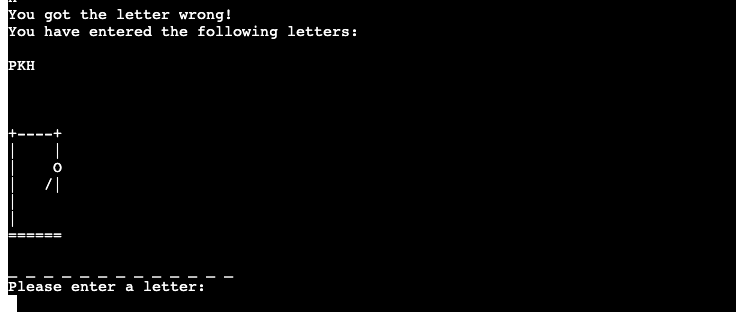 You got the letter wrong!
You have entered the following letters:
PKH
+----+
|    |
|    O
|   /|
|
|
======
_ _ _ _ _ _ _ _ _ _ _ _ _
Please enter a letter: